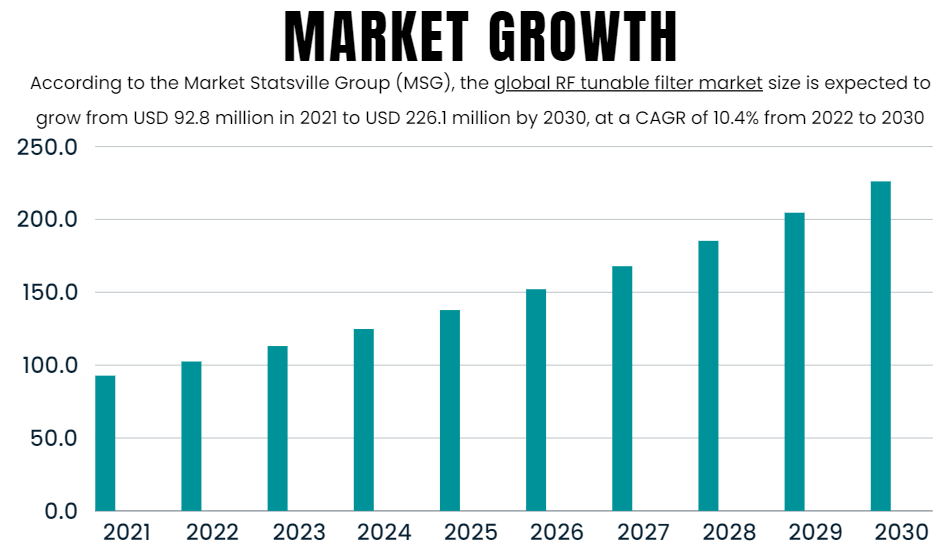 MARKET GROWTH
According to the Market Statsville Group (MSG), the global RF tunable filter market size is expected to
grow from USD 92.8 million in 2021 to USD 226.1 million by 2030, at a CAGR of 10.4% from 2022 to 2030
250.0
200.0
150.0
100.0
50.0
0.0
2021 2022 2023 2024 2025 2026 2027 2028 2029 2030